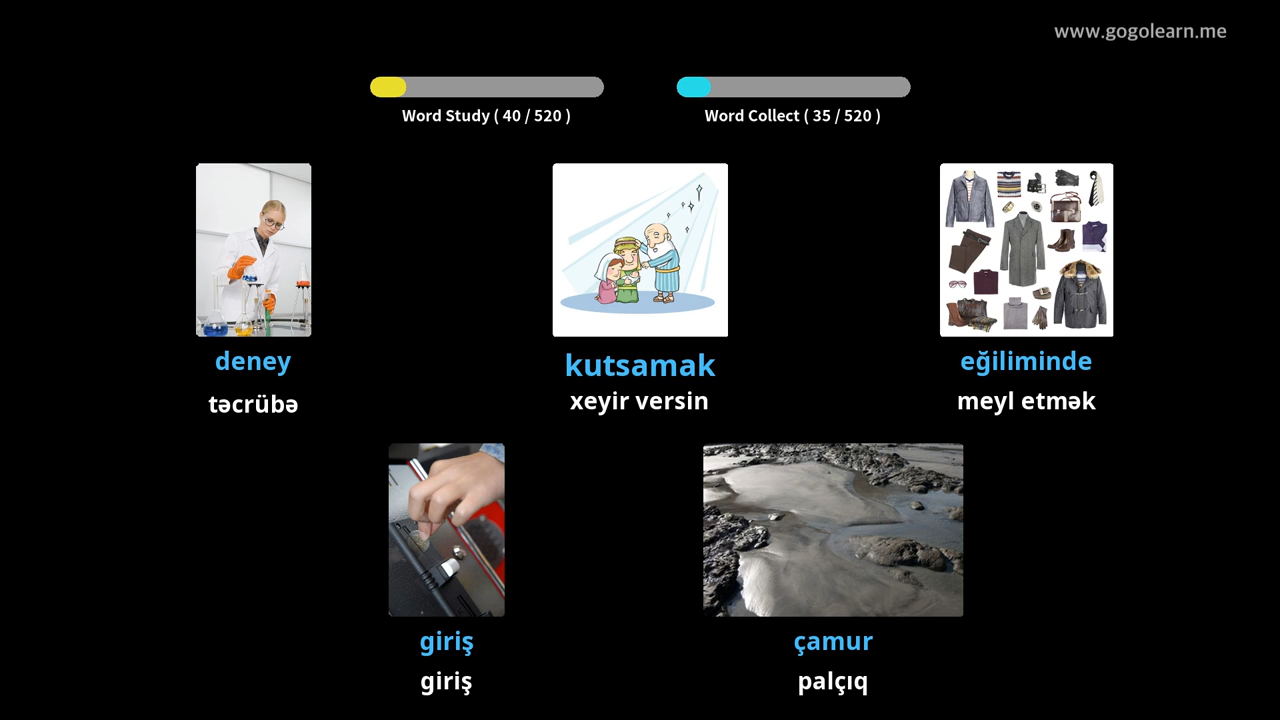 www.gogolearn.me
Word Study ( 40 / 520 )
Word Collect ( 35 / 520 )
deney
təcrübə
kutsamak
xeyir versin
eğiliminde
meyl etmək
giriş
giriş
çamur
palçıq